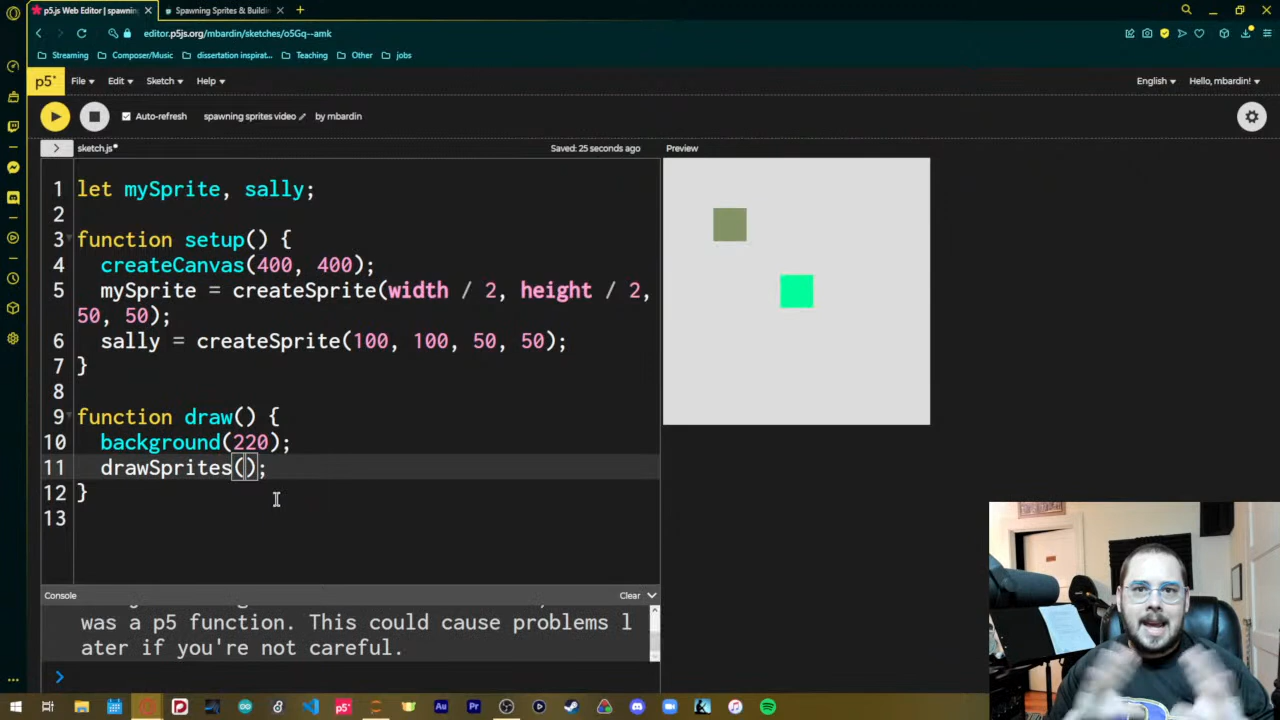 p5.js Web Editor | spawning
Spawning Sprites & Buildin
editor.p5js.org/mbardin/sketches/o5Gq--amk
Streaming
Composer/Music
dissertation inspirat...
Teaching
Other
jobs
p5*
File
Edit
Sketch
Help
English
Hello, mbardin!
Auto-refresh
spawning sprites video
by mbardin
sketch.js
Saved: 25 seconds ago
Preview
1 let mySprite, sally;
2
3 function setup() {
4 createCanvas(400, 400);
5 mySprite = createSprite(width / 2, height / 2,
50, 50);
6 sally = createSprite(100, 100, 50, 50);
7 }
8
9 function draw() {
10 background(220);
11 drawSprites();
12 }
13
Console
Clear
was a p5 function. This could cause problems l
ater if you're not careful.
>
p5*
Au
Pr